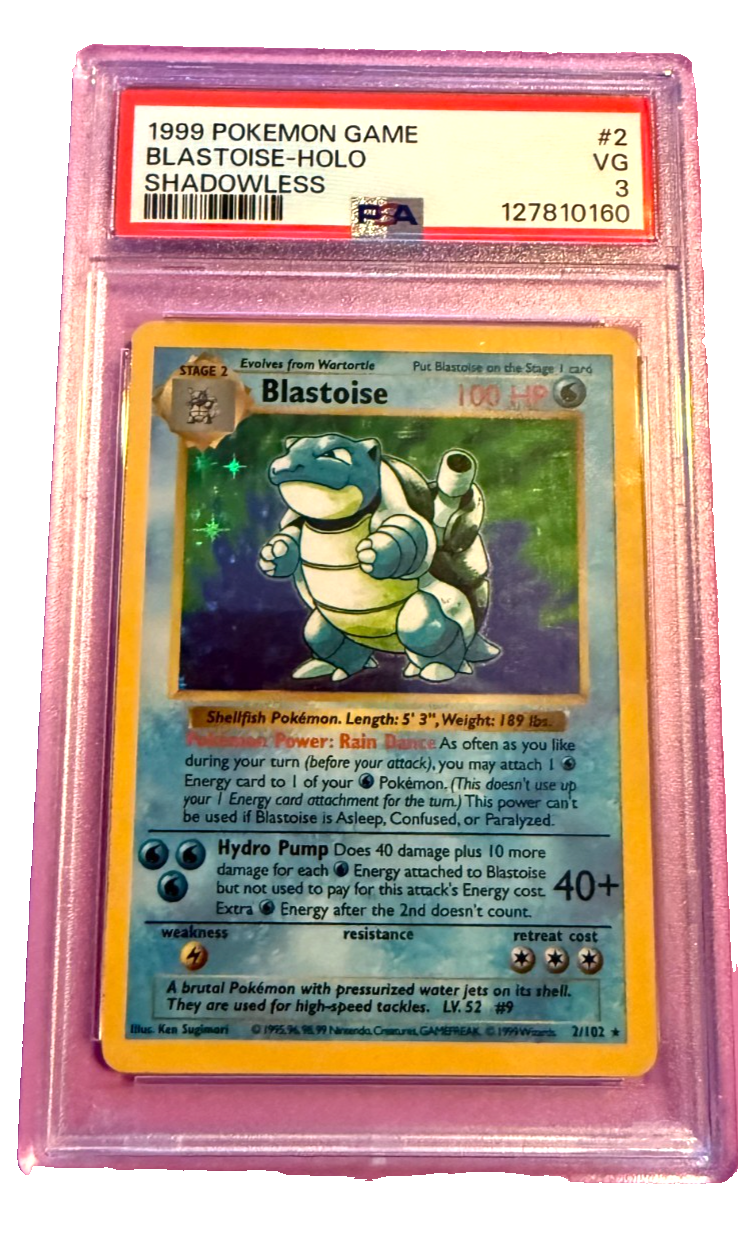 1999 POKEMON GAME #2
BLASTOISE-HOLO VG
SHADOWLESS 3
PSA 127810160
STAGE 2 Evolves from Wartortle Put Blastoise on the Stage 1 card
Blastoise 100 HP
Shellfish Pokémon. Length: 5' 3", Weight: 189 lbs.
Pokémon Power: Rain Dance As often as you like
during your turn (before your attack), you may attach 1
Energy card to 1 of your Pokémon. (This doesn't use up
your 1 Energy card attachment for the turn.) This power can't
be used if Blastoise is Asleep, Confused, or Paralyzed.
Hydro Pump Does 40 damage plus 10 more
damage for each Energy attached to Blastoise
but not used to pay for this attack's Energy cost. 40+
Extra Energy after the 2nd doesn't count.
weakness resistance retreat cost
A brutal Pokémon with pressurized water jets on its shell.
They are used for high-speed tackles. LV. 52 #9
Illus. Ken Sugimori © 1995, 96, 98, 99 Nintendo, Creatures, GAMEFREAK. © 1999 Wizards. 2/102 ★